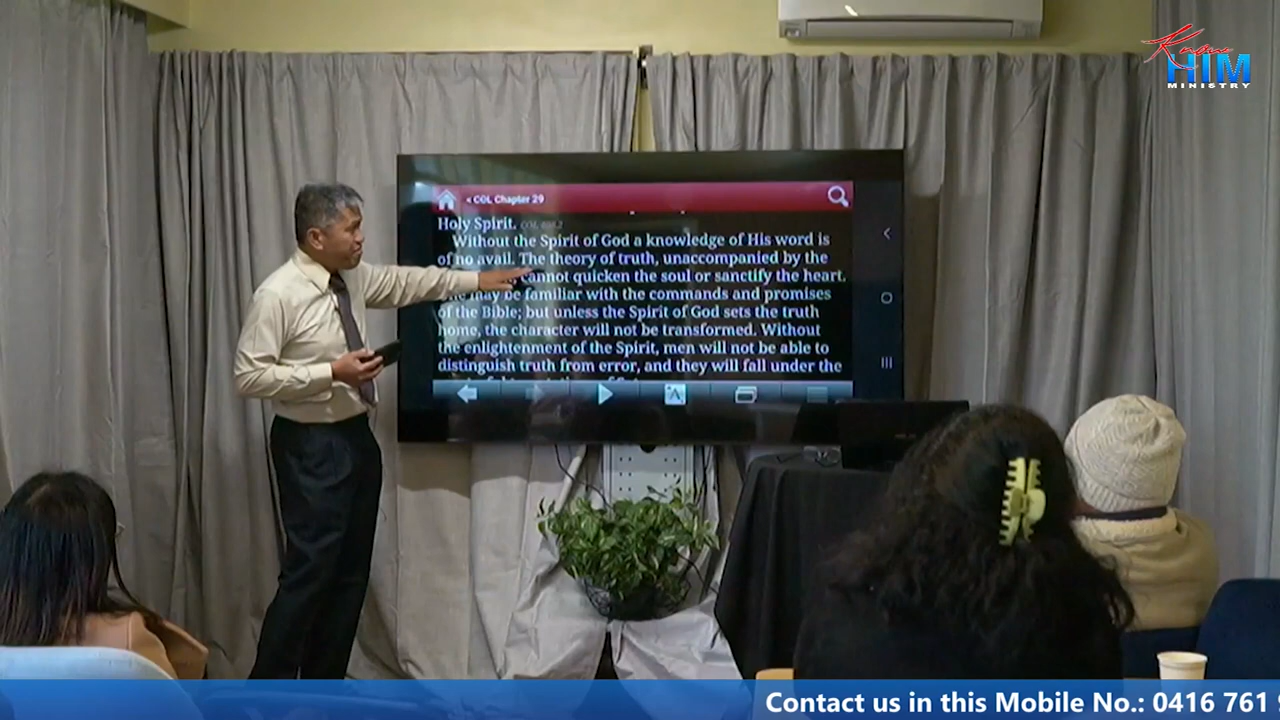 Know
HIM
MINISTRY
< COL Chapter 29
Holy Spirit.
Without the Spirit of God a knowledge of His word is
of no avail. The theory of truth, unaccompanied by the
cannot quicken the soul or sanctify the heart.
may be familiar with the commands and promises
of the Bible; but unless the Spirit of God sets the truth
home, the character will not be transformed. Without
the enlightenment of the Spirit, men will not be able to
distinguish truth from error, and they will fall under the
Contact us in this Mobile No.: 0416 761